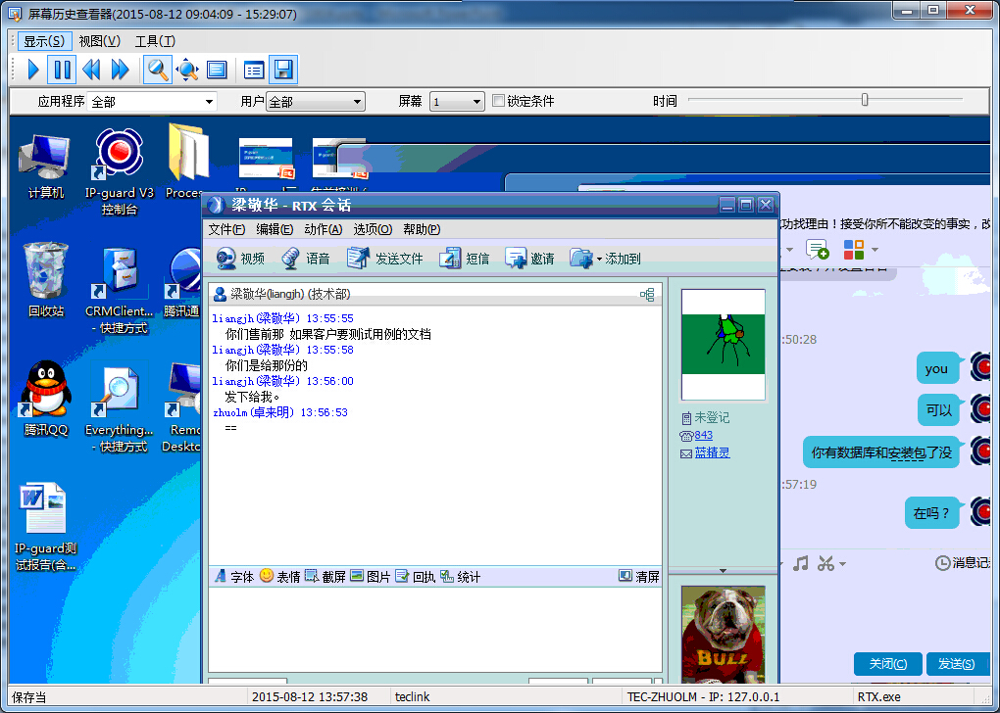 屏幕历史查看器(2015-08-12 09:04:09 - 15:29:07)
显示(S) 视图(V) 工具(T)
应用程序 全部 用户 全部 屏幕 1 锁定条件 时间
计算机
IP-guard V3
控制台
Proces
回收站
CRMClient...
- 快捷方式
腾讯通
腾讯QQ
Everything...
- 快捷方式
Remo
Deskto
IP-guard测
试报告(含...
梁敬华 - RTX 会话
文件(F) 编辑(E) 动作(A) 选项(O) 帮助(P)
视频 语音 发送文件 短信 邀请 添加到
梁敬华(liangjh) (技术部)
liangjh(梁敬华) 13:55:55
你们售前那 如果客户要测试用例的文档
liangjh(梁敬华) 13:55:58
你们是给那份的
liangjh(梁敬华) 13:56:00
发下给我。
zhuolm(卓来明) 13:56:53
==
未登记
843
蓝精灵
字体 表情 截屏 图片 回执 统计 清屏
BULL
功找理由！接受你所不能改变的事实，改
:50:28
you
可以
你有数据库和安装包了没
:57:19
在吗？
消息记
关闭(C) 发送(S)
保存当 2015-08-12 13:57:38 teclink TEC-ZHUOLM - IP: 127.0.0.1 RTX.exe